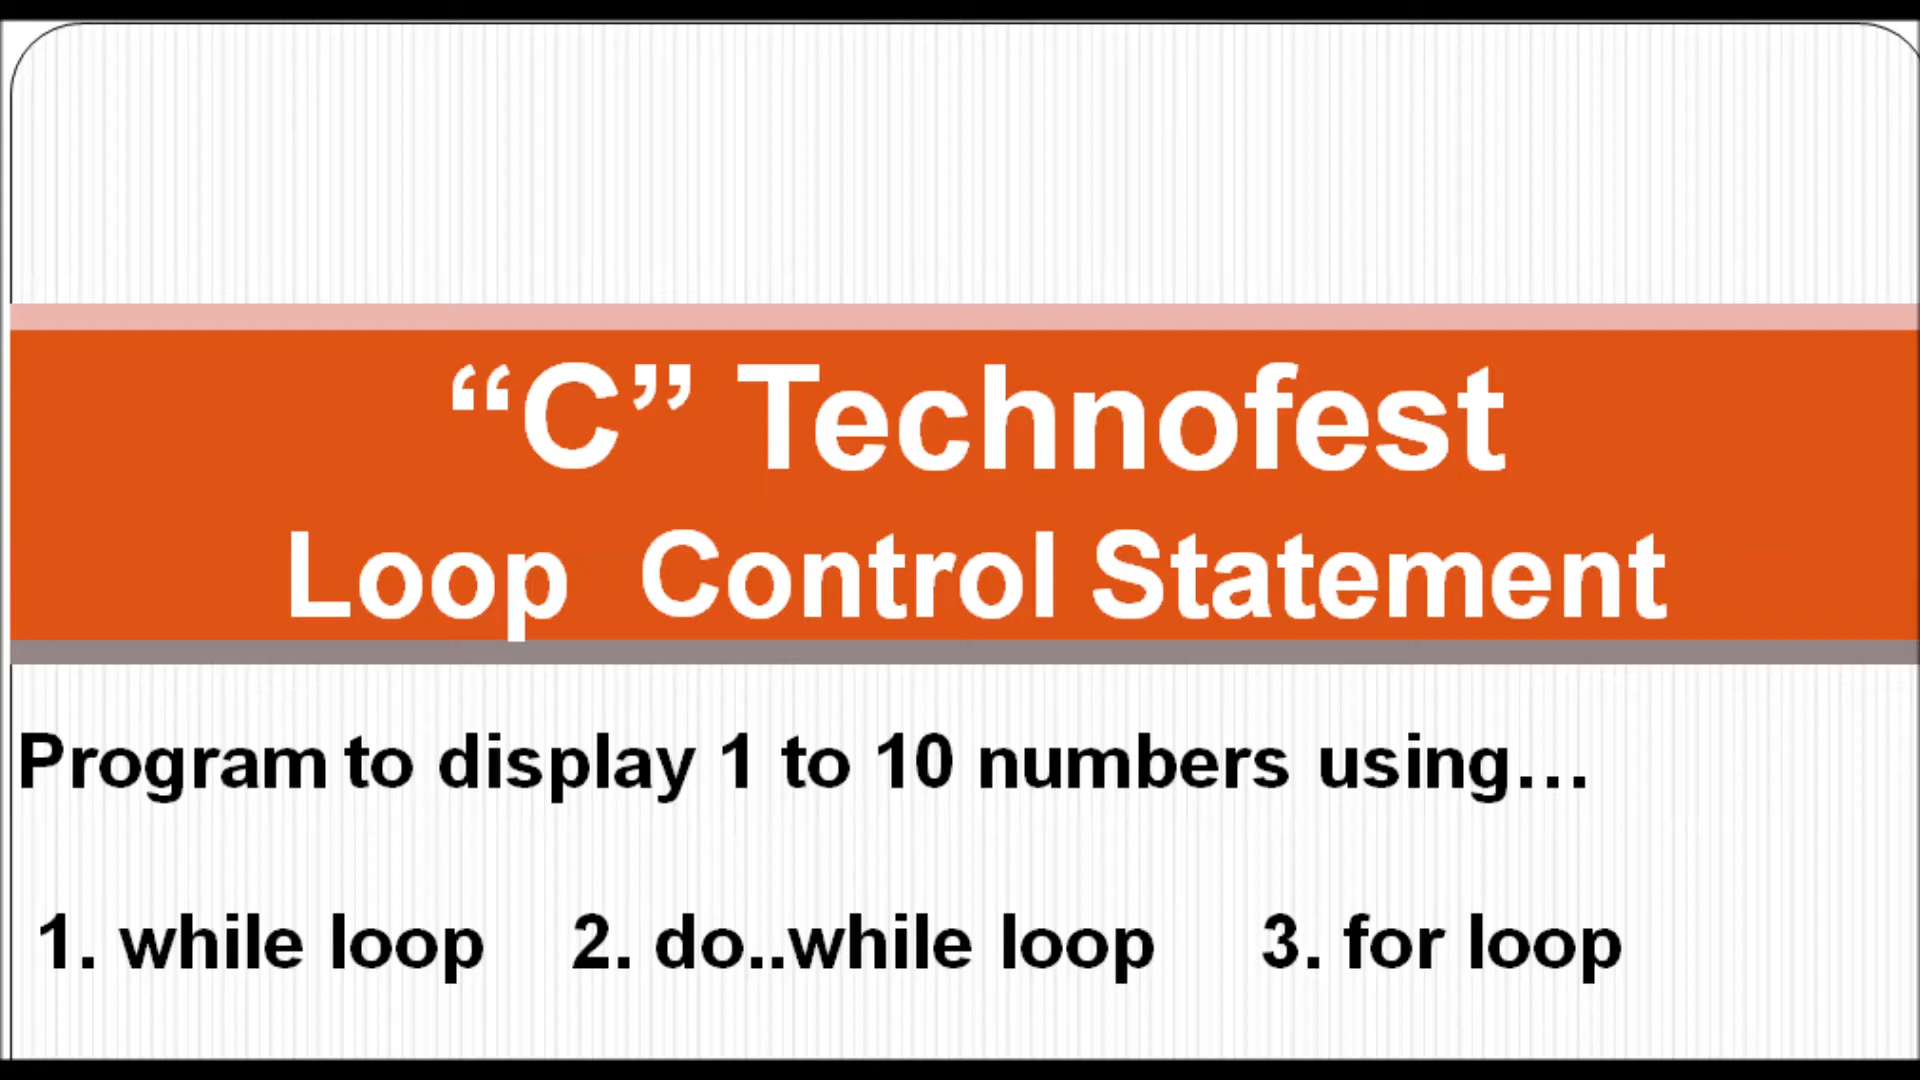 “C” Technofest
Loop Control Statement
Program to display 1 to 10 numbers using…
1. while loop 2. do..while loop 3. for loop